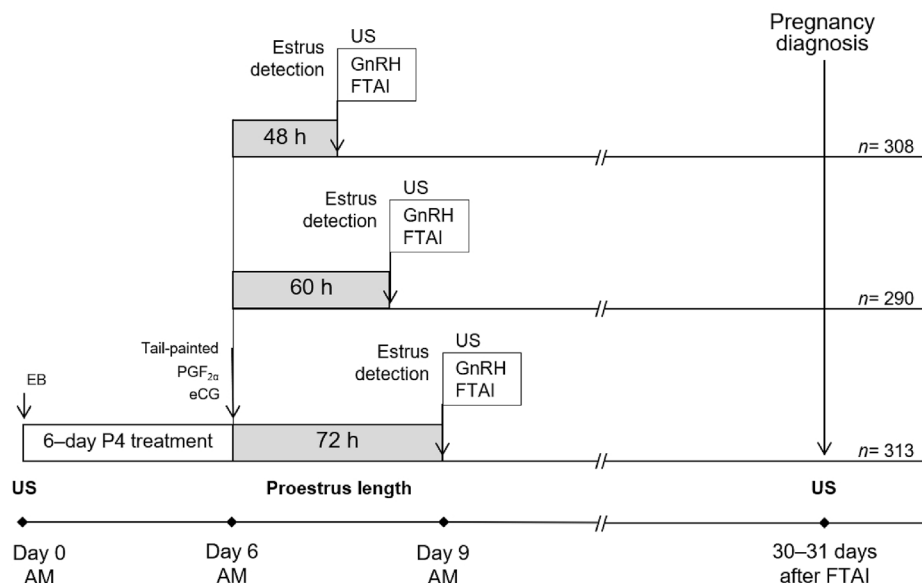 Pregnancy
diagnosis
US
Estrus
detection
GnRH
FTAI
48 h
n= 308
US
Estrus
detection
GnRH
FTAI
60 h
n= 290
Tail-painted
PGF2α
eCG
US
Estrus
detection
GnRH
FTAI
EB
6–day P4 treatment
72 h
n= 313
US
Proestrus length
US
Day 0
AM
Day 6
AM
Day 9
AM
30–31 days
after FTAI